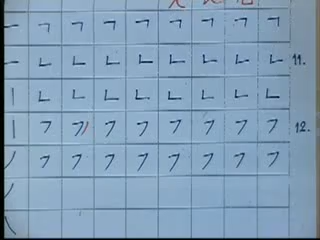 一 ㇕ ㇕ ㇕ ㇕ ㇕ ㇕ ㇕ ㇕
一 ㇗ ㇗ ㇗ ㇗ ㇗ ㇗ ㇗ ㇗ 11.
丨 ㇗ ㇗ ㇗ ㇗ ㇗ ㇗ ㇗ ㇗
丨 ㇇ ㇇ ㇇ ㇇ ㇇ ㇇ ㇇ ㇇ 12.
丿 ㇇ ㇇ ㇇ ㇇ ㇇ ㇇ ㇇ ㇇
丿
㇏